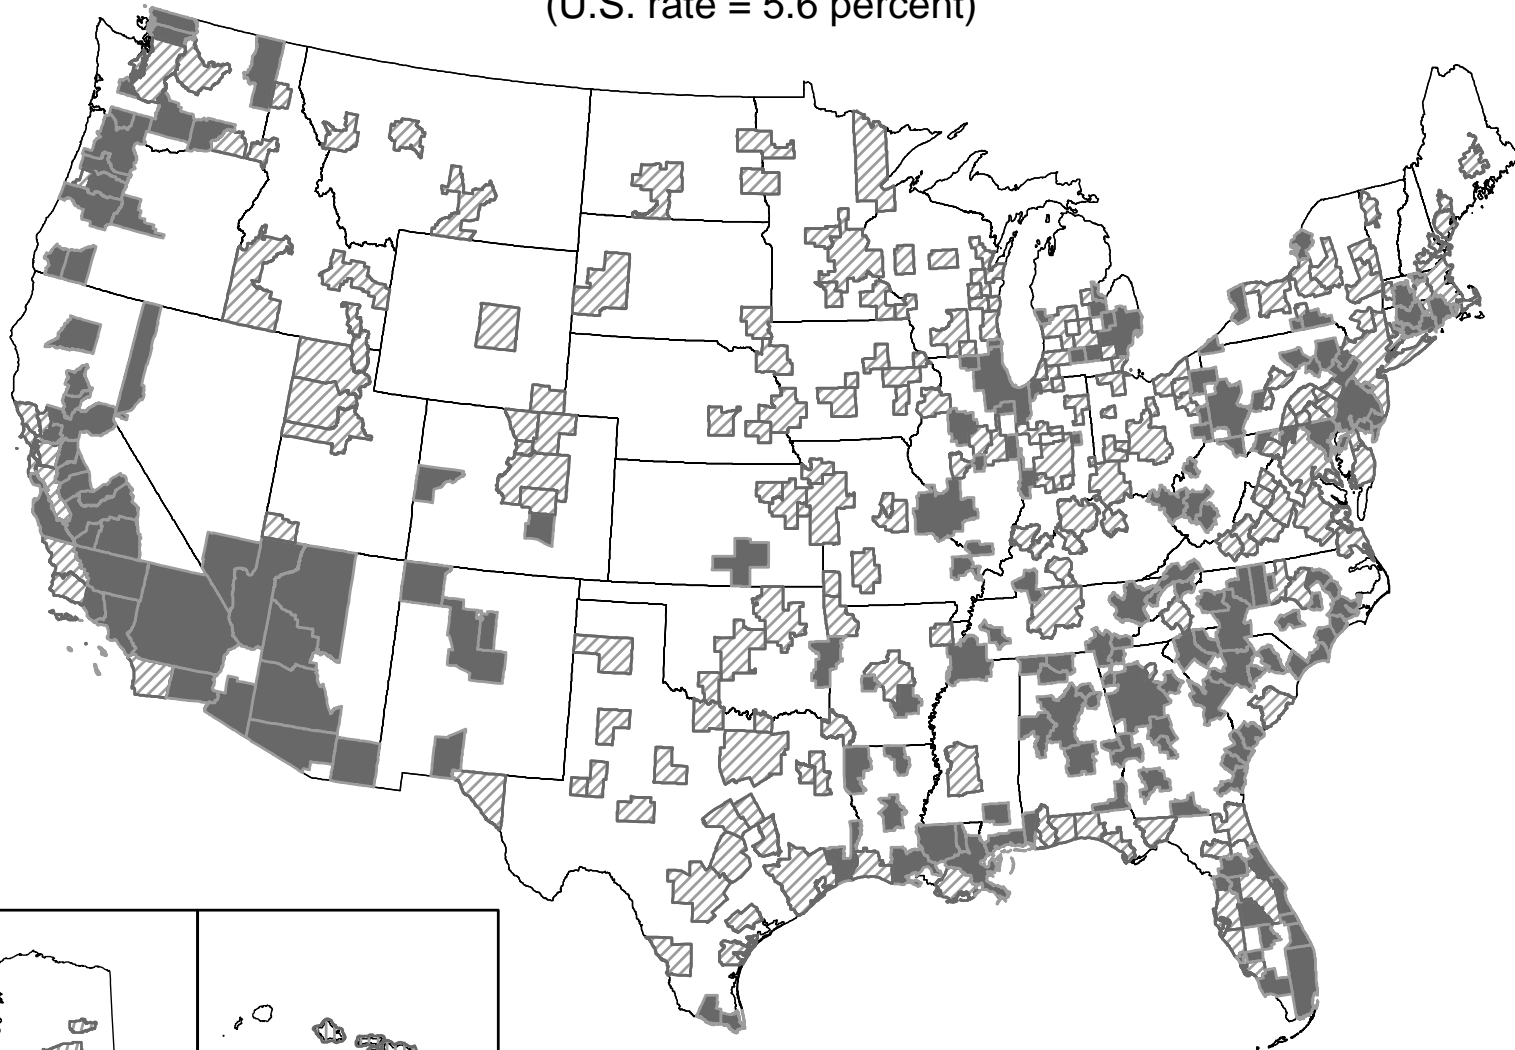 (U.S. rate = 5.6 percent)